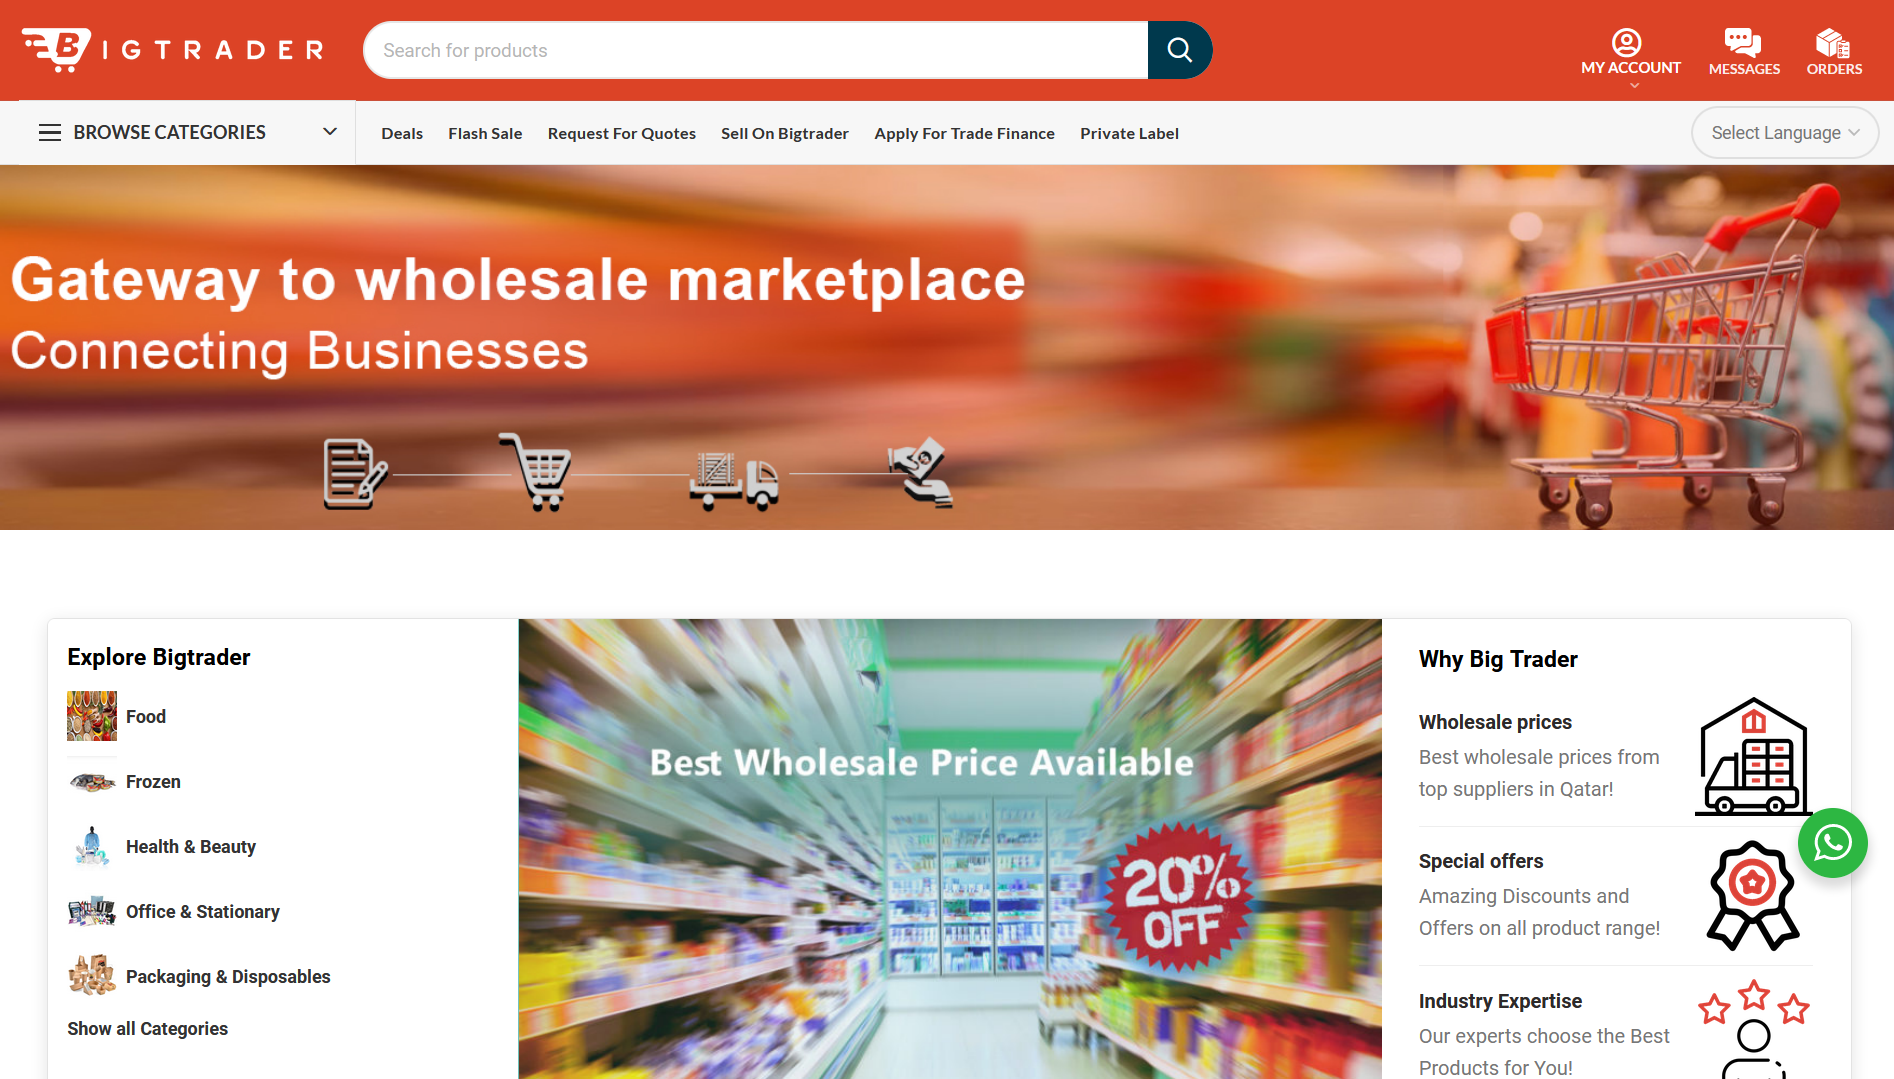 BIGTRADER
Search for products
MY ACCOUNT
MESSAGES
ORDERS
BROWSE CATEGORIES
Deals
Flash Sale
Request For Quotes
Sell On Bigtrader
Apply For Trade Finance
Private Label
Select Language
Gateway to wholesale marketplace
Connecting Businesses
Explore Bigtrader
Food
Frozen
Health & Beauty
Office & Stationary
Packaging & Disposables
Show all Categories
Best Wholesale Price Available
20%
OFF
Why Big Trader
Wholesale prices
Best wholesale prices from
top suppliers in Qatar!
Special offers
Amazing Discounts and
Offers on all product range!
Industry Expertise
Our experts choose the Best
Products for You!